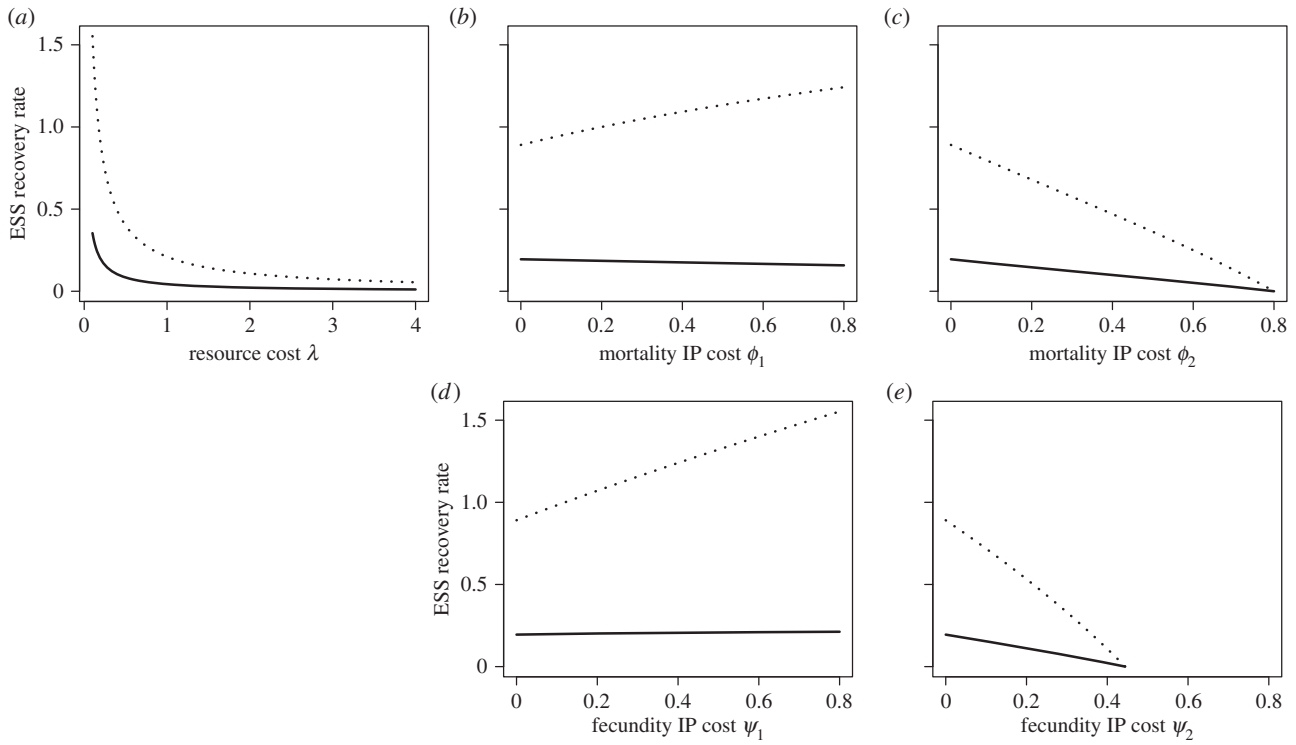 (a)
(b)
(c)
ESS recovery rate
1.5
1.0
0.5
0
0 1 2 3 4
resource cost λ
0 0.2 0.4 0.6 0.8
mortality IP cost ϕ1
0 0.2 0.4 0.6 0.8
mortality IP cost ϕ2
(d)
(e)
ESS recovery rate
1.5
1.0
0.5
0
0 0.2 0.4 0.6 0.8
fecundity IP cost ψ1
0 0.2 0.4 0.6 0.8
fecundity IP cost ψ2